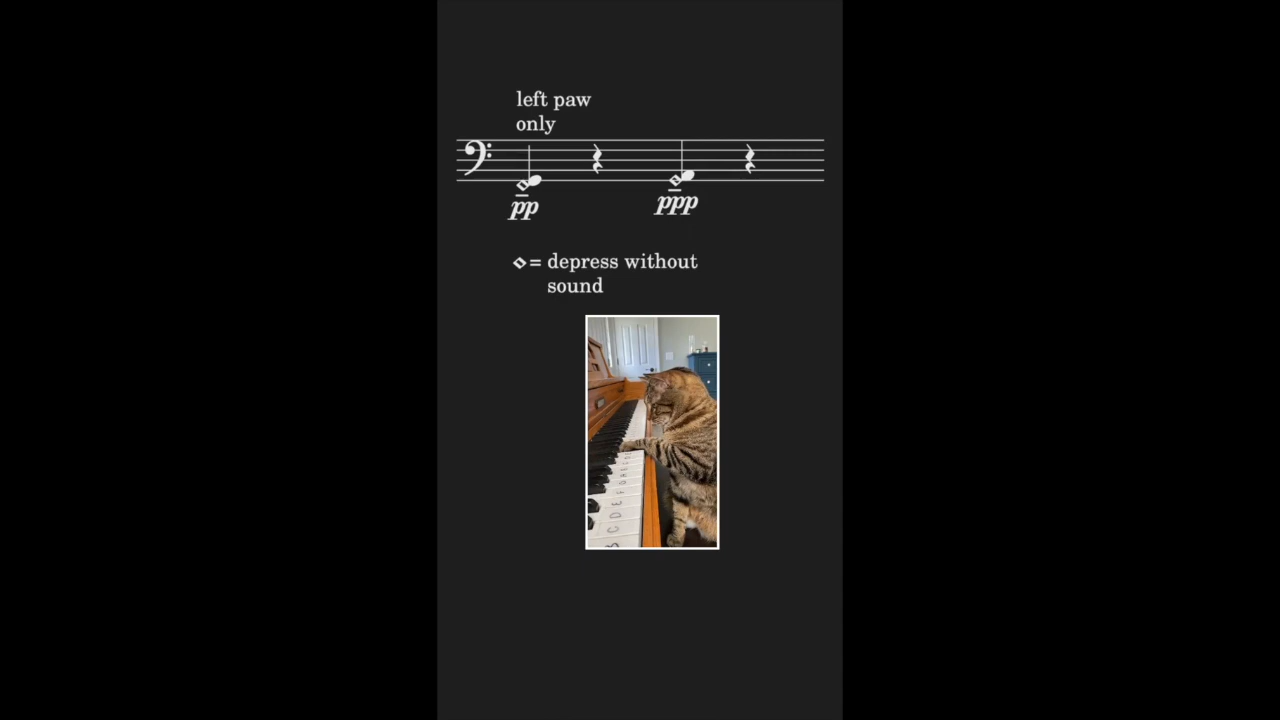 left paw
only
pp ppp
= depress without
sound
F
E
D
C
B